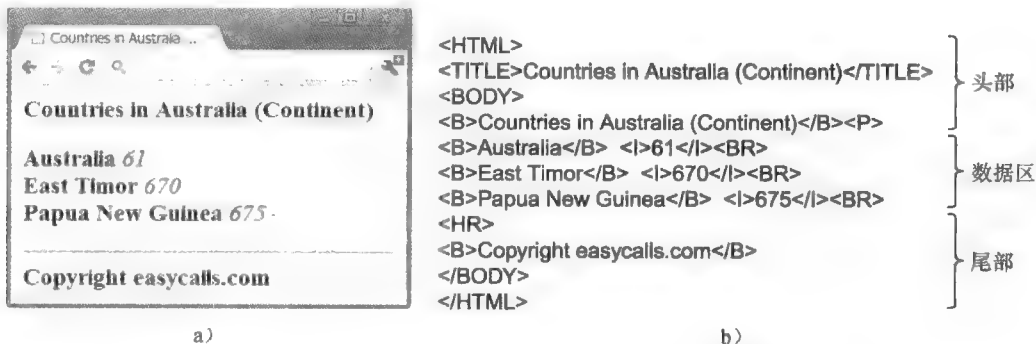 Countries in Australia ..
Countries in Australia (Continent)
Australia 61
East Timor 670
Papua New Guinea 675
Copyright easycalls.com
a)
<HTML>
<TITLE>Countries in Australia (Continent)</TITLE>
<BODY>
<B>Countries in Australia (Continent)</B><P>
<B>Australia</B> <I>61</I><BR>
<B>East Timor</B> <I>670</I><BR>
<B>Papua New Guinea</B> <I>675</I><BR>
<HR>
<B>Copyright easycalls.com</B>
</BODY>
</HTML>
头部
数据区
尾部
b)